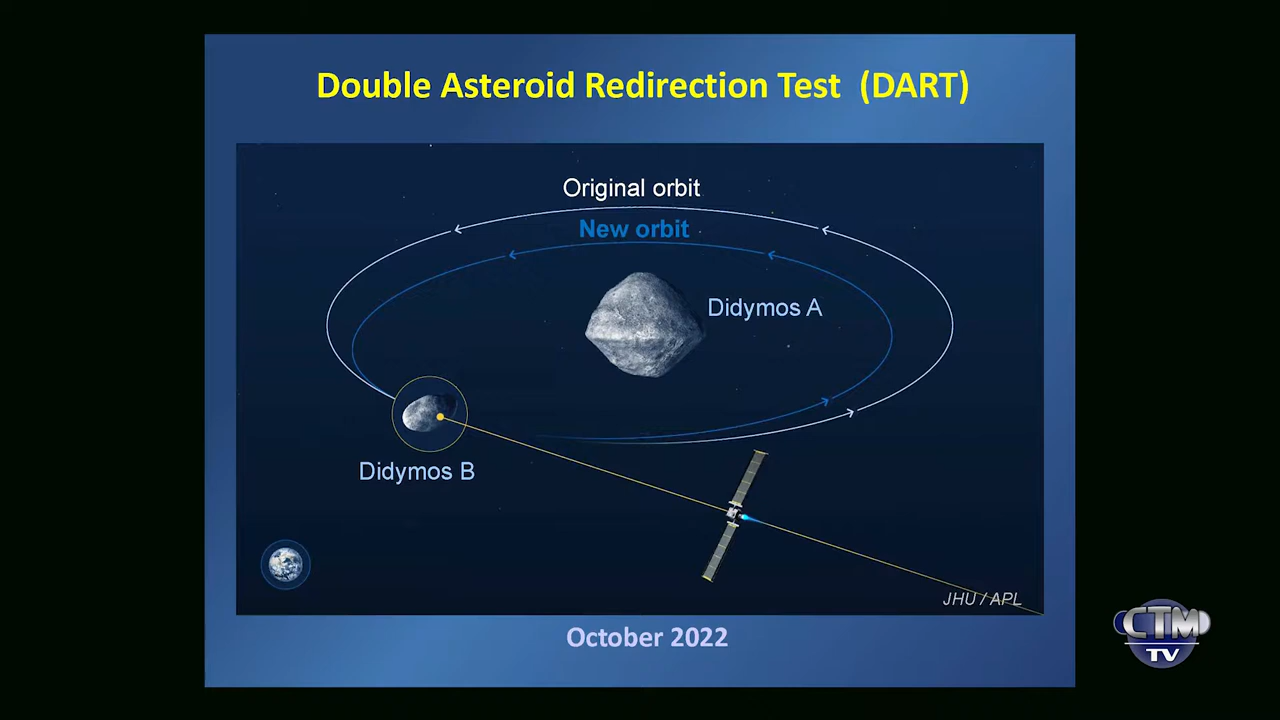 Double Asteroid Redirection Test (DART)
Original orbit
New orbit
Didymos A
Didymos B
JHU / APL
October 2022
CTM
TV